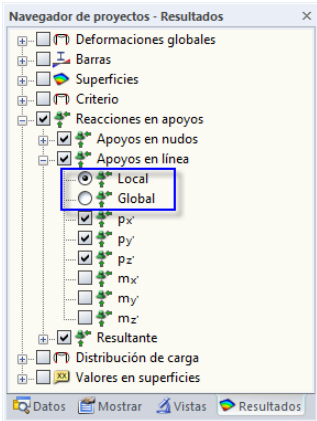 Navegador de proyectos - Resultados
Deformaciones globales
Barras
Superficies
Criterio
Reacciones en apoyos
Apoyos en nudos
Apoyos en línea
Local
Global
px'
py'
pz'
mx'
my'
mz'
Resultante
Distribución de carga
xx Valores en superficies
Datos Mostrar Vistas Resultados